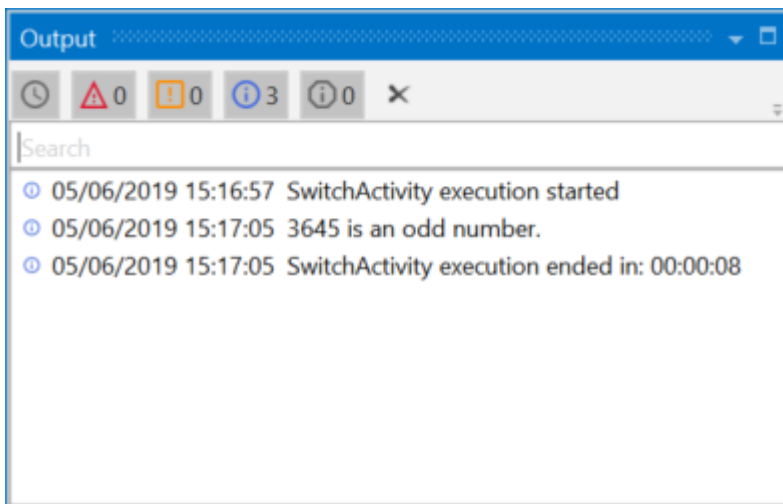 Output
0 0 3 0
Search
05/06/2019 15:16:57 SwitchActivity execution started
05/06/2019 15:17:05 3645 is an odd number.
05/06/2019 15:17:05 SwitchActivity execution ended in: 00:00:08